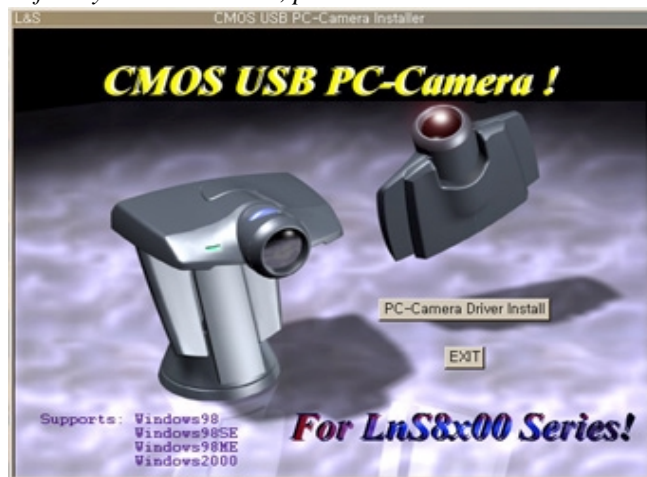 L&S CMOS USB PC-Camera Installer
CMOS USB PC-Camera !
PC-Camera Driver Install
EXIT
Supports: Windows98
Windows98SE
Windows98ME
Windows2000
For LnS8x00 Series!